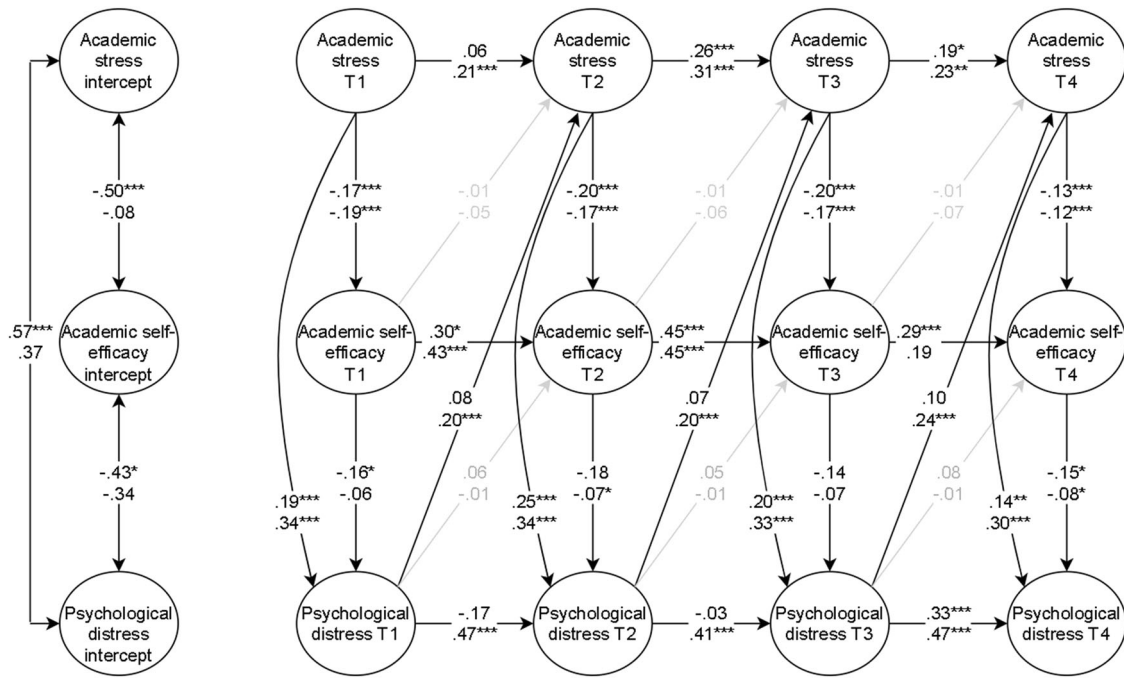 Academic
stress
intercept
Academic
stress
T1
.06
.21***
Academic
stress
T2
.26***
.31***
Academic
stress
T3
.19*
.23**
Academic
stress
T4
-.50***
-.08
-.17***
-.19***
-.01
-.05
-.20***
-.17***
-.01
-.06
-.20***
-.17***
-.01
-.07
-.13***
-.12***
.57***
.37
Academic self-
efficacy
intercept
Academic self-
efficacy
T1
.30*
.43***
Academic self-
efficacy
T2
.45***
.45***
Academic self-
efficacy
T3
.29***
.19
Academic self-
efficacy
T4
.08
.20***
.07
.20***
.10
.24***
-.43*
-.34
.19***
.34***
-.16*
-.06
.06
-.01
.25***
.34***
-.18
-.07*
.05
-.01
.20***
.33***
-.14
-.07
.08
-.01
.14**
.30***
-.15*
-.08*
Psychological
distress
intercept
Psychological
distress T1
-.17
.47***
Psychological
distress T2
-.03
.41***
Psychological
distress T3
.33***
.47***
Psychological
distress T4